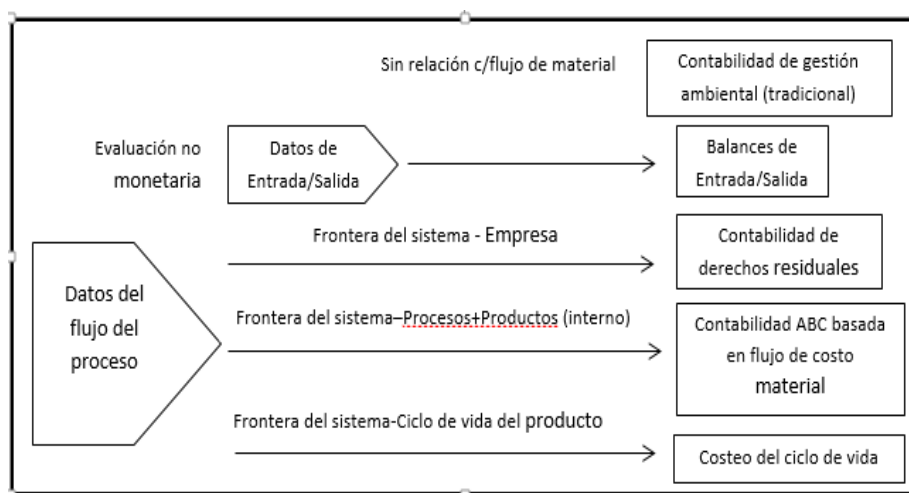 Sin relación c/flujo de material
Contabilidad de gestión
ambiental (tradicional)
Evaluación no
monetaria
Datos de
Entrada/Salida
Balances de
Entrada/Salida
Frontera del sistema - Empresa
Contabilidad de
derechos residuales
Datos del
flujo del
proceso
Frontera del sistema–Procesos+Productos (interno)
Contabilidad ABC basada
en flujo de costo
material
Frontera del sistema-Ciclo de vida del producto
Costeo del ciclo de vida